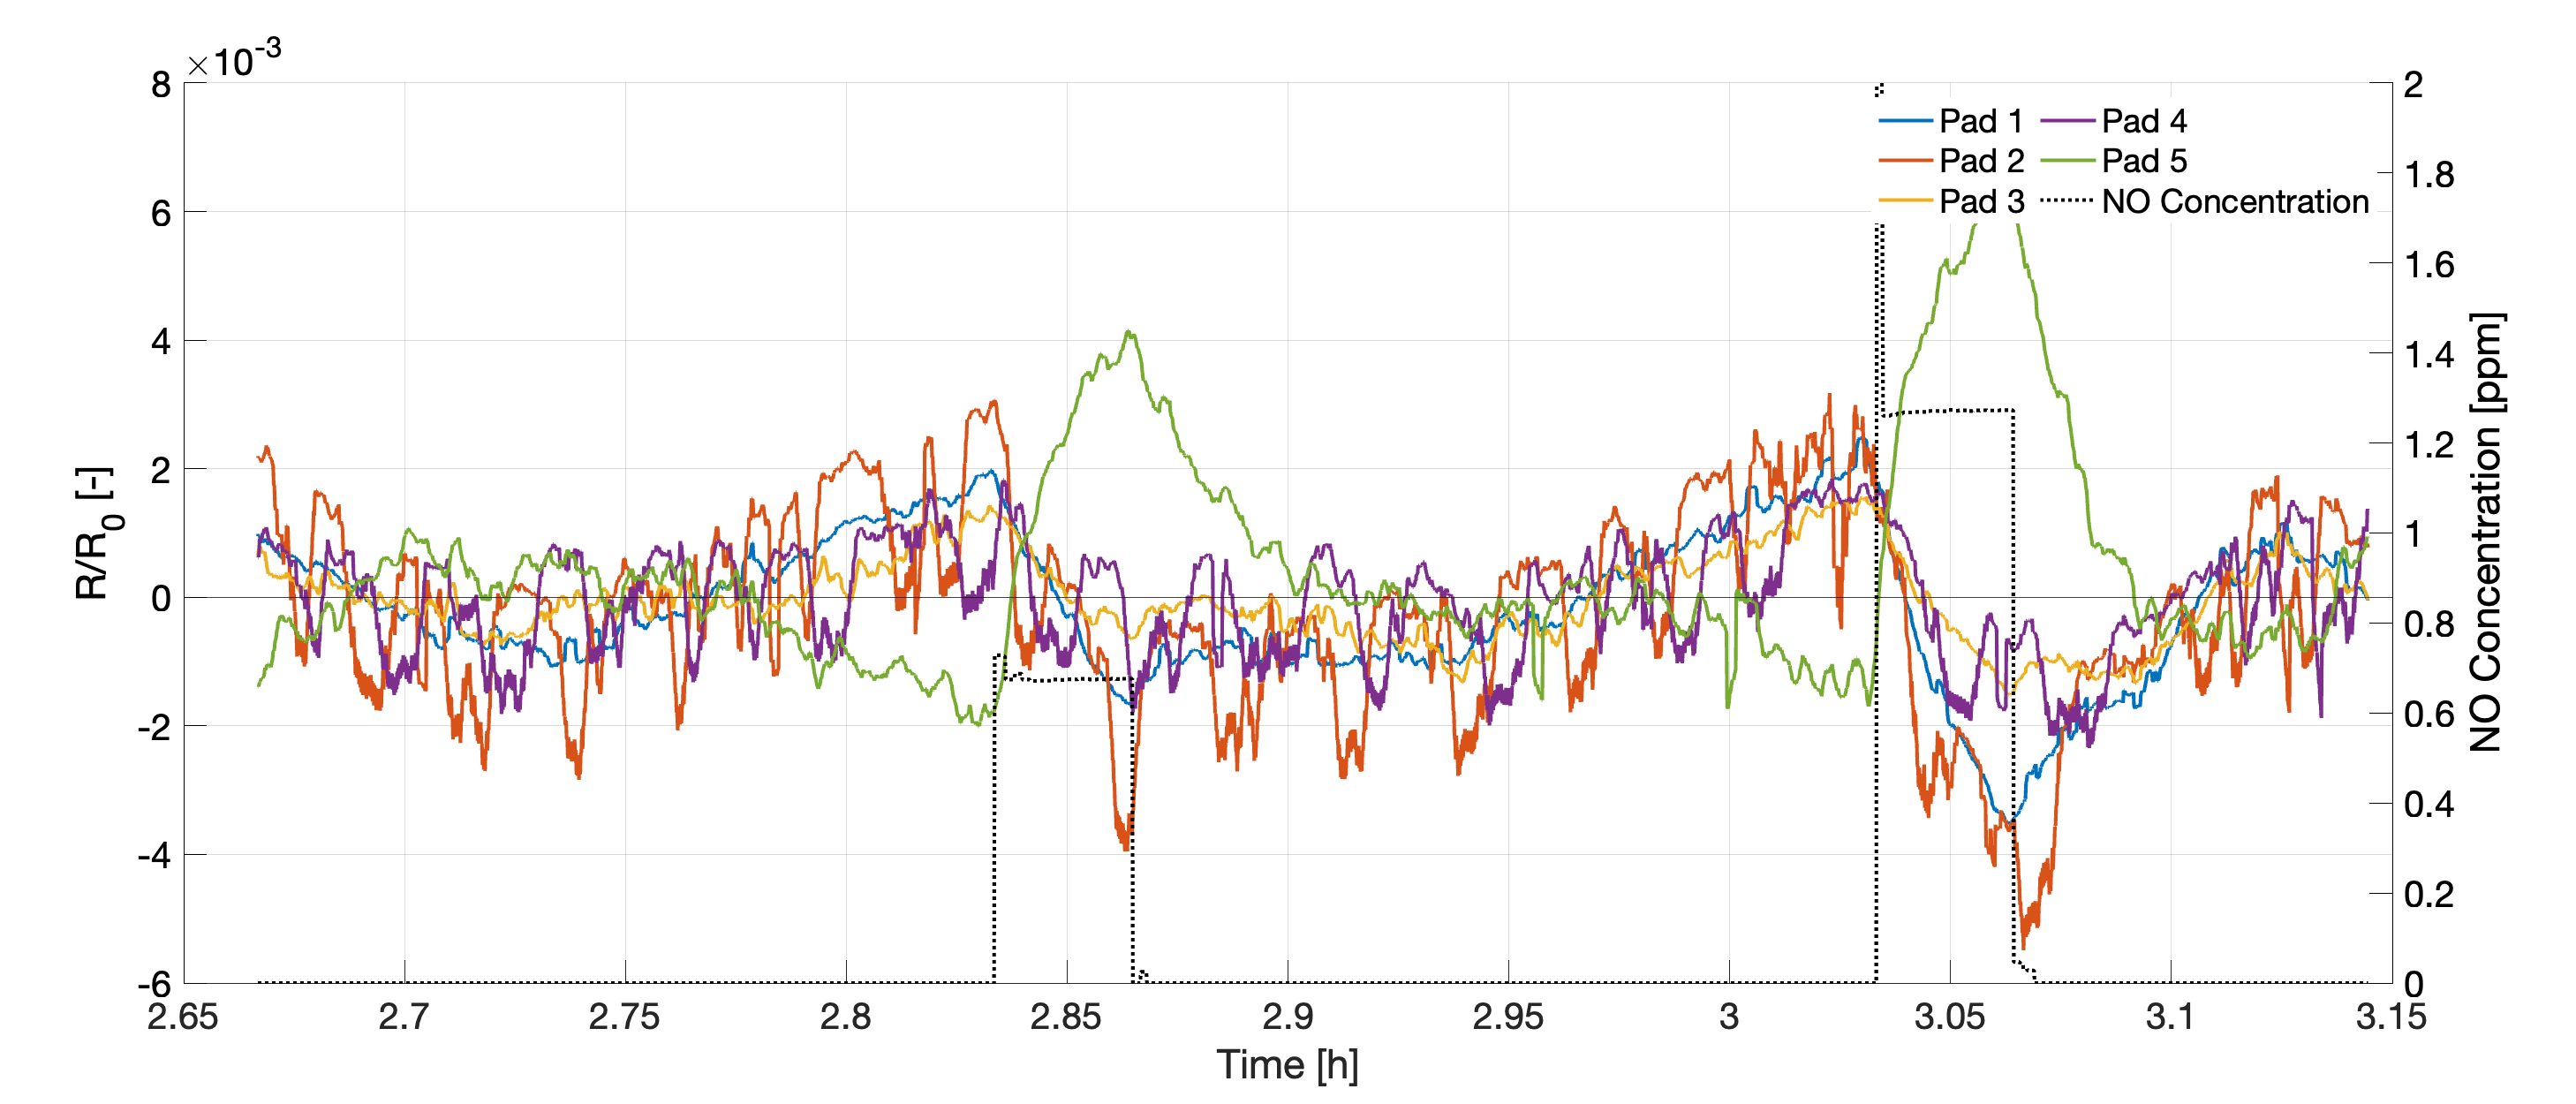 ×10-3
8
6
4
2
0
-2
-4
-6
R/R0 [-]
2
1.8
1.6
1.4
1.2
1
0.8
0.6
0.4
0.2
0
NO Concentration [ppm]
Pad 1
Pad 2
Pad 3
Pad 4
Pad 5
NO Concentration
2.65 2.7 2.75 2.8 2.85 2.9 2.95 3 3.05 3.1 3.15
Time [h]